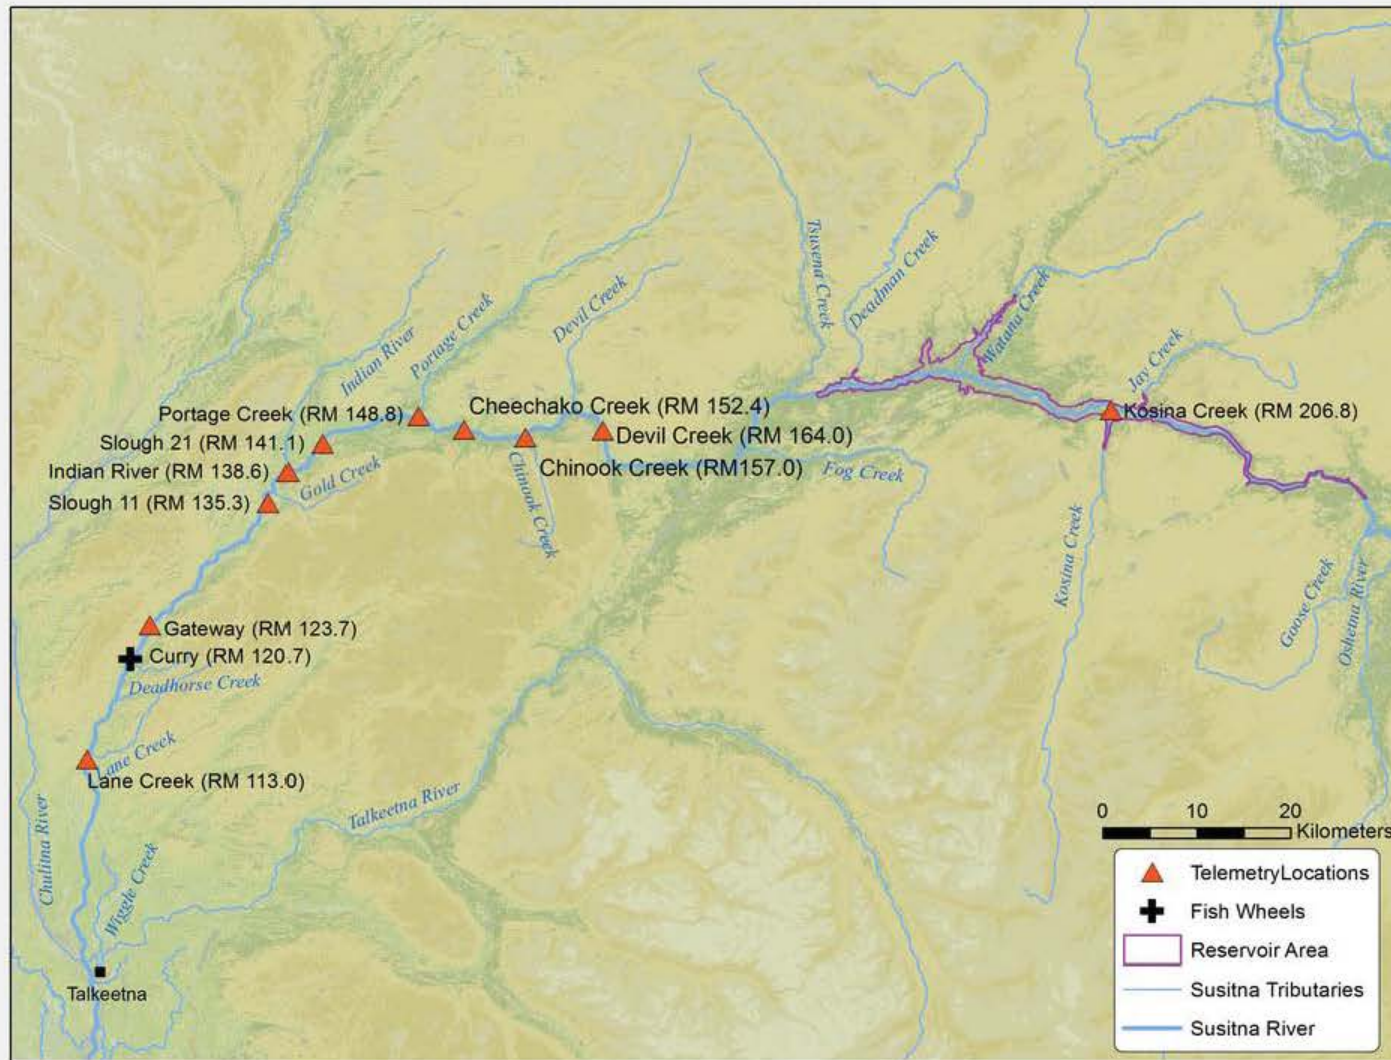 Tsusena Creek
Deadman Creek
Watana Creek
Devil Creek
Portage Creek
Indian River
Jay Creek
Portage Creek (RM 148.8)
Cheechako Creek (RM 152.4)
Kosina Creek (RM 206.8)
Slough 21 (RM 141.1)
Devil Creek (RM 164.0)
Indian River (RM 138.6)
Chinook Creek (RM157.0)
Fog Creek
Gold Creek
Chinook Creek
Slough 11 (RM 135.3)
Kosina Creek
Goose Creek
Oshetna River
Gateway (RM 123.7)
Curry (RM 120.7)
Deadhorse Creek
Lane Creek
Lane Creek (RM 113.0)
Talkeetna River
Chulitna River
Wiggle Creek
Talkeetna
0 10 20
Kilometers
TelemetryLocations
Fish Wheels
Reservoir Area
Susitna Tributaries
Susitna River